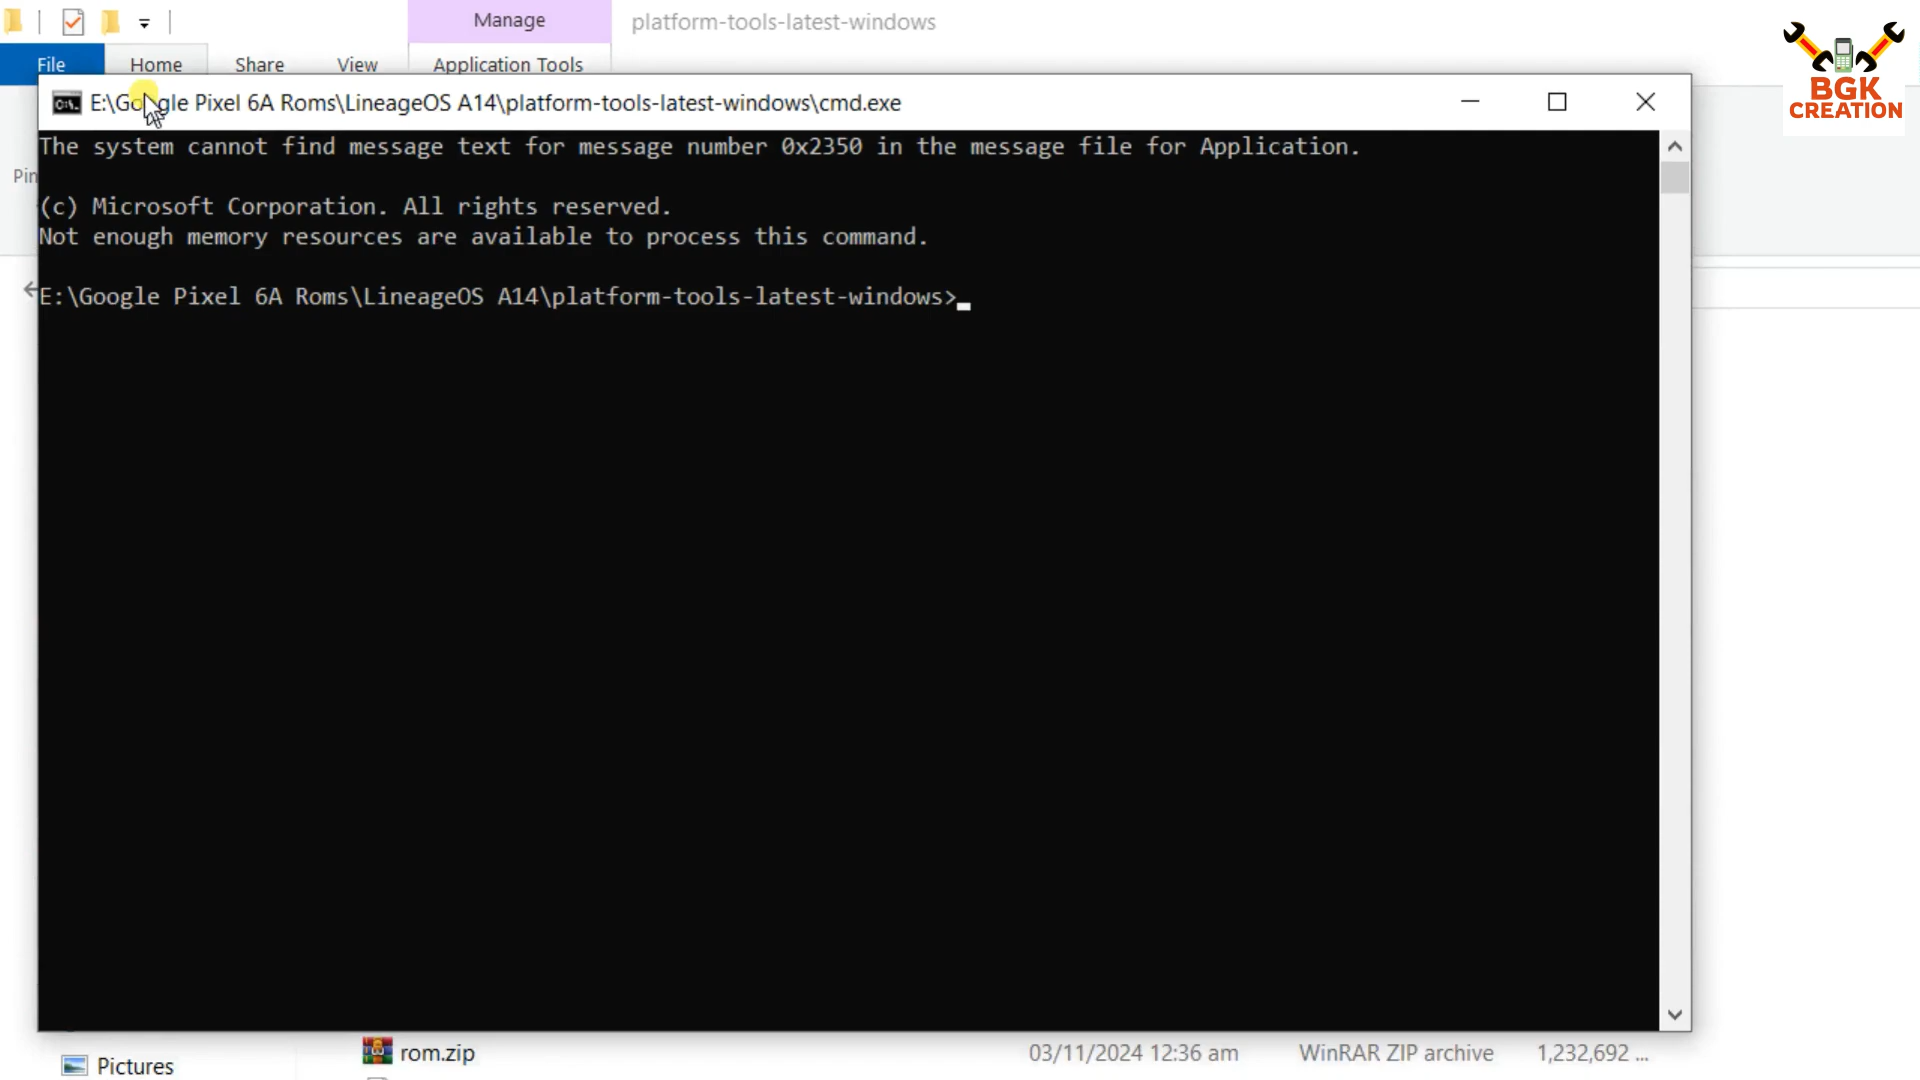 Manage
platform-tools-latest-windows
File
Home
Share
View
Application Tools
BGK
CREATION
E:\Google Pixel 6A Roms\LineageOS A14\platform-tools-latest-windows\cmd.exe
The system cannot find message text for message number 0x2350 in the message file for Application.
(c) Microsoft Corporation. All rights reserved.
Not enough memory resources are available to process this command.
E:\Google Pixel 6A Roms\LineageOS A14\platform-tools-latest-windows>
Pictures
rom.zip
03/11/2024 12:36 am
WinRAR ZIP archive
1,232,692 ...